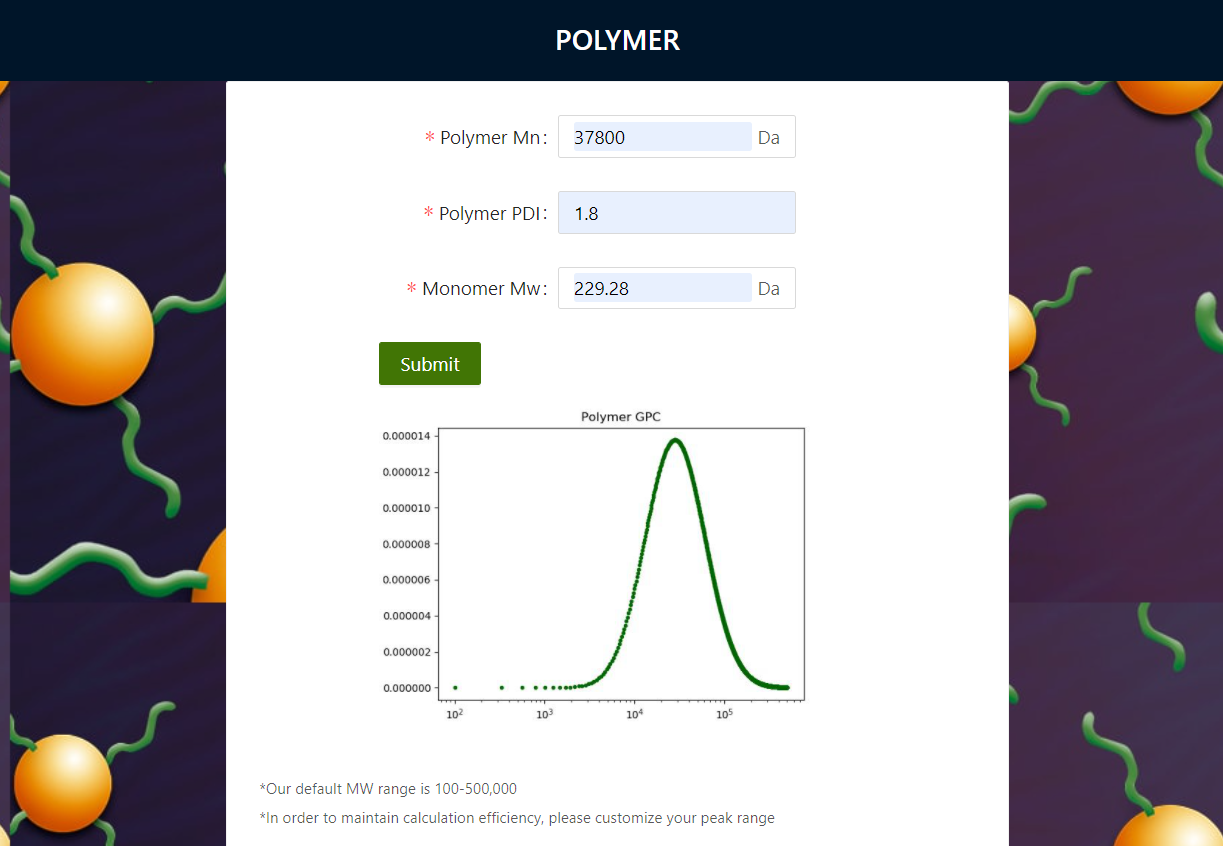 POLYMER
* Polymer Mn: 37800 Da
* Polymer PDI: 1.8
* Monomer Mw: 229.28 Da
Submit
Polymer GPC
0.000014
0.000012
0.000010
0.000008
0.000006
0.000004
0.000002
0.000000
10² 10³ 10⁴ 10⁵
*Our default MW range is 100-500,000
*In order to maintain calculation efficiency, please customize your peak range